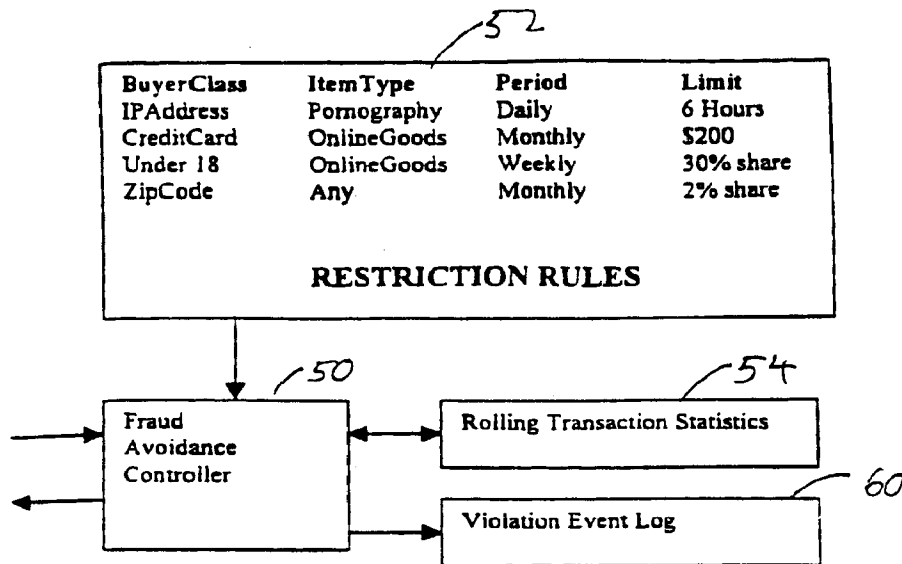 52
BuyerClass ItemType Period Limit
IPAddress Pornography Daily 6 Hours
CreditCard OnlineGoods Monthly $200
Under 18 OnlineGoods Weekly 30% share
ZipCode Any Monthly 2% share
RESTRICTION RULES
50
54
Fraud
Avoidance
Controller
Rolling Transaction Statistics
60
Violation Event Log